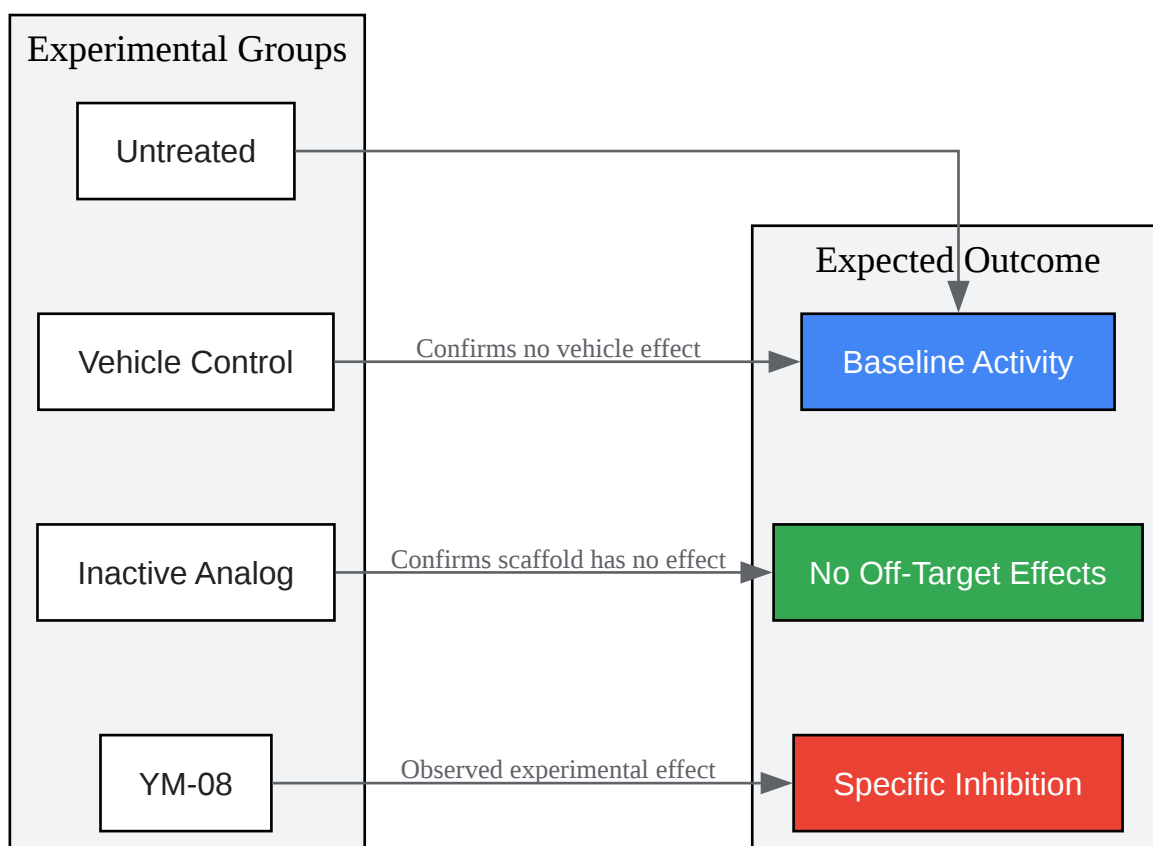 Experimental Groups
Untreated
Expected Outcome
Vehicle Control
Confirms no vehicle effect
Baseline Activity
Inactive Analog
Confirms scaffold has no effect
No Off-Target Effects
YM-08
Observed experimental effect
Specific Inhibition